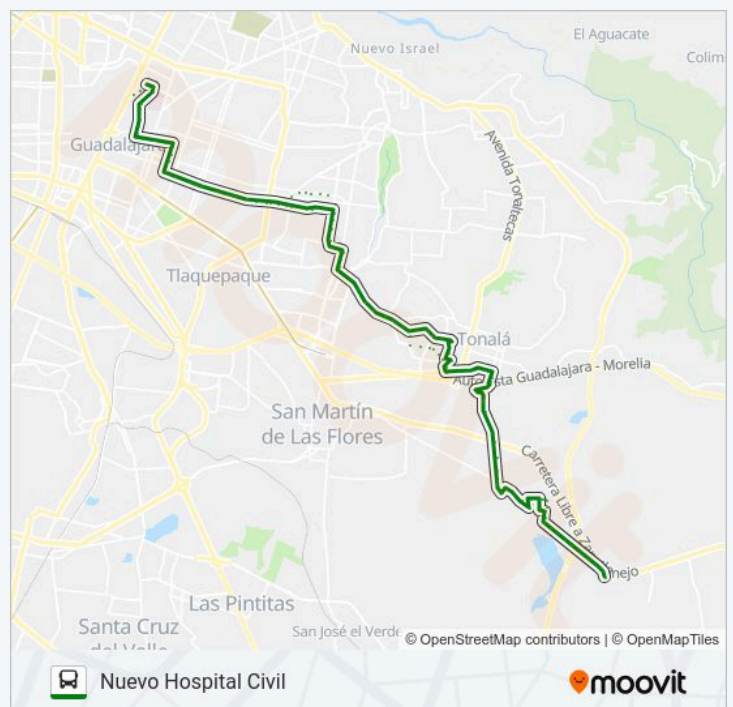 El Aguacate
Nuevo Israel
Colim
Avenida Tonaltecas
Guadalajara
Tlaquepaque
Tonalá
Autopista Guadalajara - Morelia
San Martín
de Las Flores
Carretera Libre a Zapotlanejo
Las Pintitas
Santa Cruz
del Valle
San José el Verde
© OpenStreetMap contributors | © OpenMapTiles
Nuevo Hospital Civil
moovit